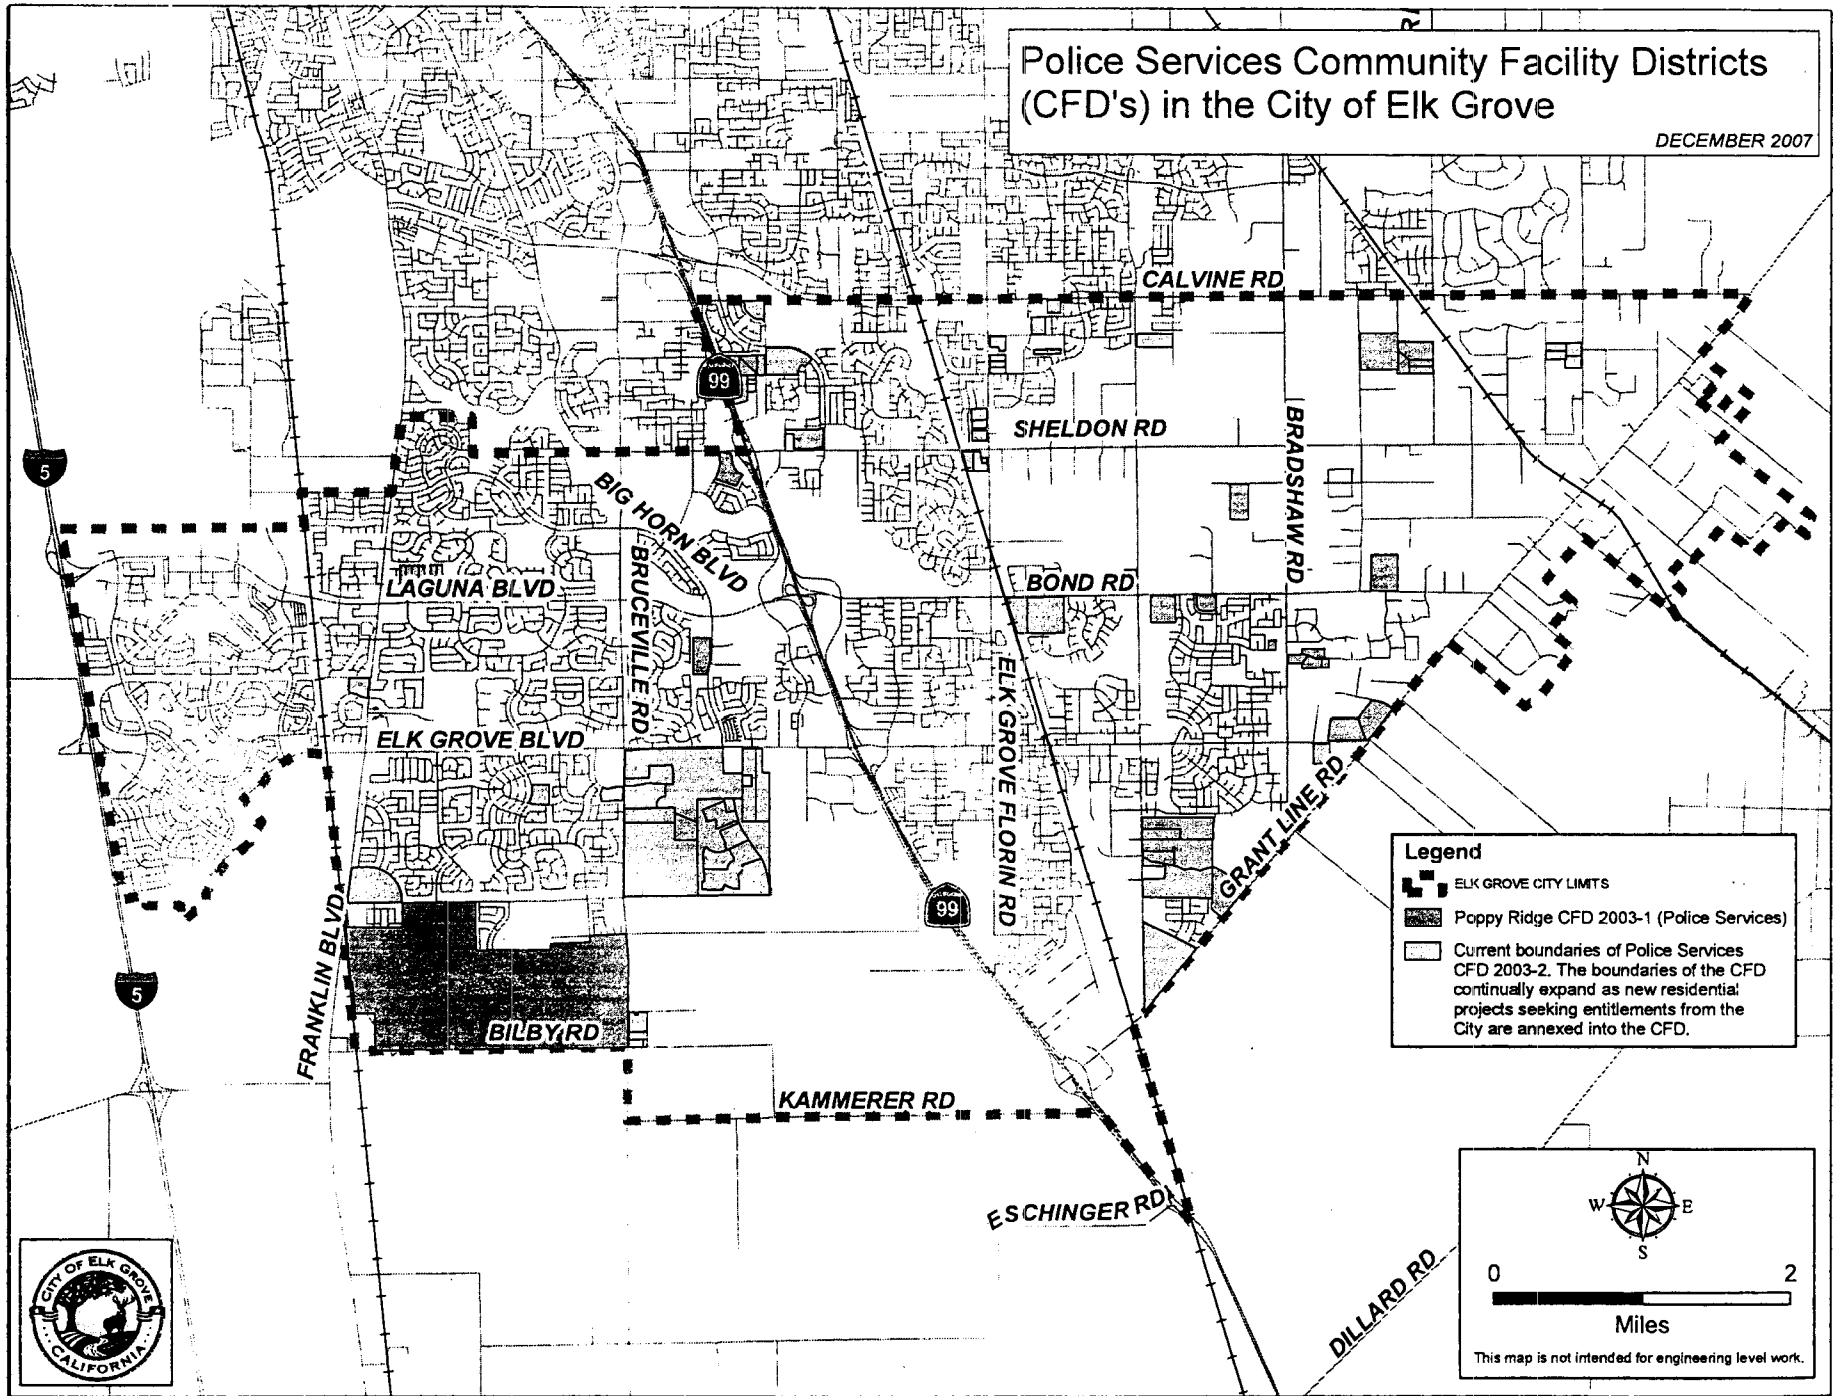 Police Services Community Facility Districts
(CFD's) in the City of Elk Grove
DECEMBER 2007
CALVINE RD
99
SHELDON RD
BRADSHAW RD
5
BIG HORN BLVD
LAGUNA BLVD
BRUCEVILLE RD
BOND RD
ELK GROVE BLVD
ELK GROVE FLORIN RD
GRANT LINE RD
99
FRANKLIN BLVD
5
BILBY RD
KAMMERER RD
ESCHINGER RD
DILLARD RD
Legend
ELK GROVE CITY LIMITS
Poppy Ridge CFD 2003-1 (Police Services)
Current boundaries of Police Services
CFD 2003-2. The boundaries of the CFD
continually expand as new residential
projects seeking entitlements from the
City are annexed into the CFD.
N
W E
S
0 2
Miles
This map is not intended for engineering level work.
CITY OF ELK GROVE
CALIFORNIA